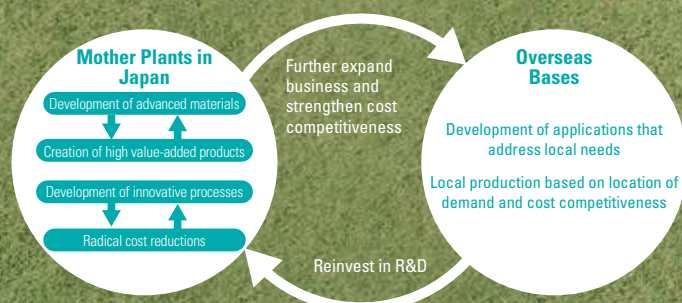 Mother Plants in
Japan
Development of advanced materials
Creation of high value-added products
Development of innovative processes
Radical cost reductions
Further expand
business and
strengthen cost
competitiveness
Reinvest in R&D
Overseas
Bases
Development of applications that
address local needs
Local production based on location of
demand and cost competitiveness